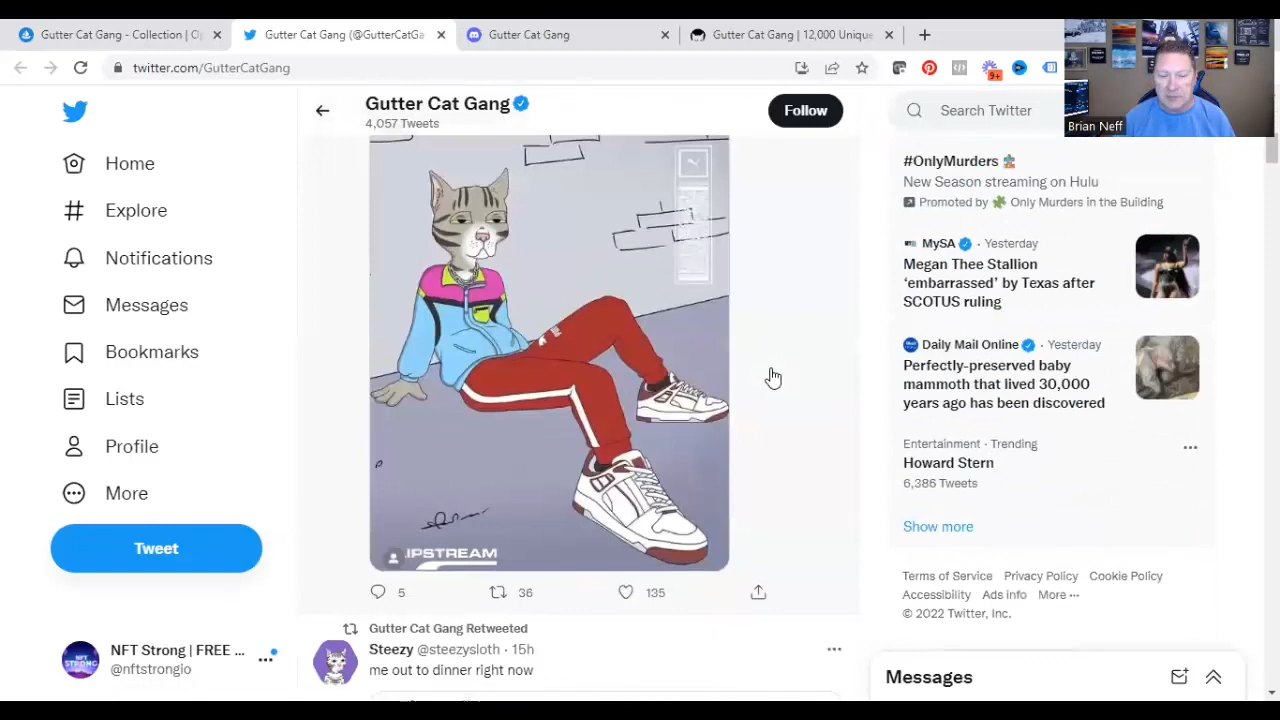 Gutter Cat Gang - Collection | O
Gutter Cat Gang (@GutterCatGa
Gutter Cat Gang
Gutter Cat Gang | 12,000 Unique
twitter.com/GutterCatGang
9+
Brian Neff
Home
Explore
Notifications
Messages
Bookmarks
Lists
Profile
More
Tweet
NFT Strong | FREE ...
@nftstrongio
Gutter Cat Gang
4,057 Tweets
Follow
IPSTREAM
5
36
135
Gutter Cat Gang Retweeted
Steezy @steezysloth · 15h
me out to dinner right now
Search Twitter
#OnlyMurders
New Season streaming on Hulu
Promoted by Only Murders in the Building
MySA · Yesterday
Megan Thee Stallion
‘embarrassed’ by Texas after
SCOTUS ruling
Daily Mail Online · Yesterday
Perfectly-preserved baby
mammoth that lived 30,000
years ago has been discovered
Entertainment · Trending
Howard Stern
6,386 Tweets
Show more
Terms of Service Privacy Policy Cookie Policy
Accessibility Ads info More ···
© 2022 Twitter, Inc.
Messages